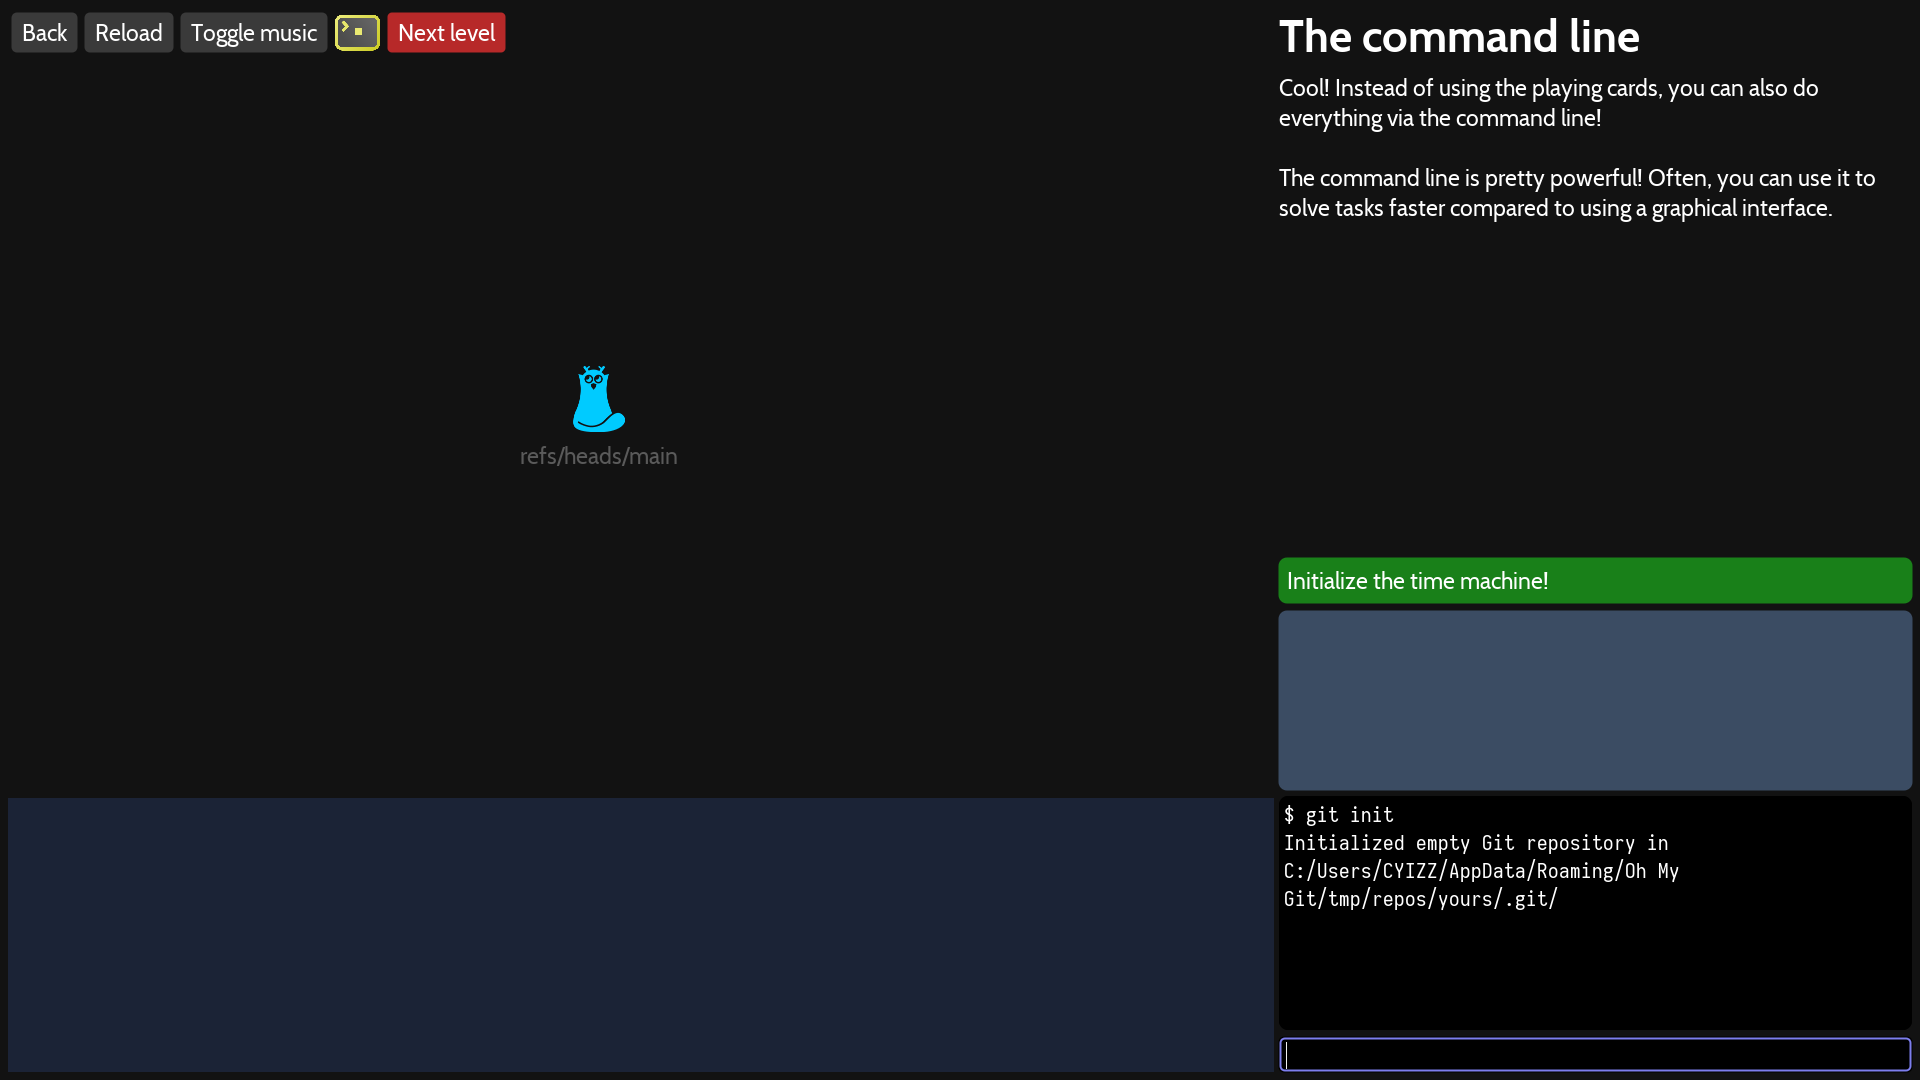 Back Reload Toggle music Next level
The command line
Cool! Instead of using the playing cards, you can also do
everything via the command line!
The command line is pretty powerful! Often, you can use it to
solve tasks faster compared to using a graphical interface.
refs/heads/main
Initialize the time machine!
$ git init
Initialized empty Git repository in
C:/Users/CYIZZ/AppData/Roaming/Oh My
Git/tmp/repos/yours/.git/